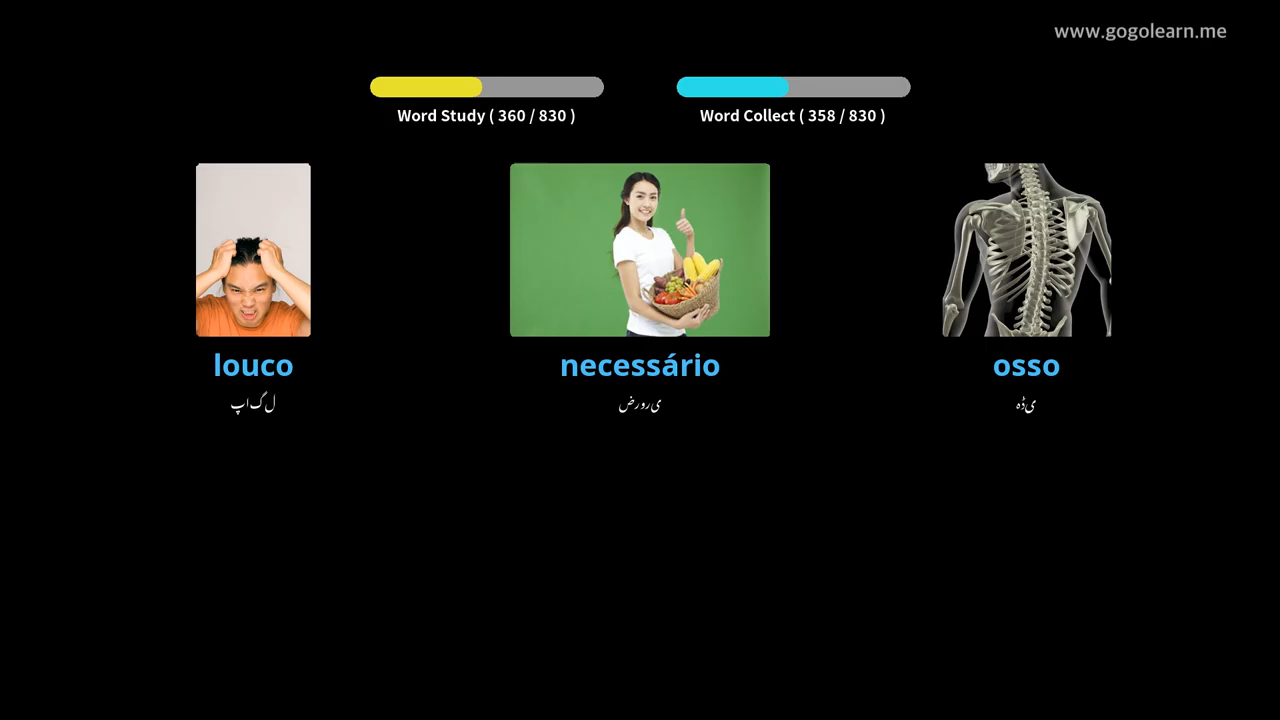 www.gogolearn.me
Word Study ( 360 / 830 )
Word Collect ( 358 / 830 )
louco
لگاپ
necessário
یرورض
osso
یڈہ